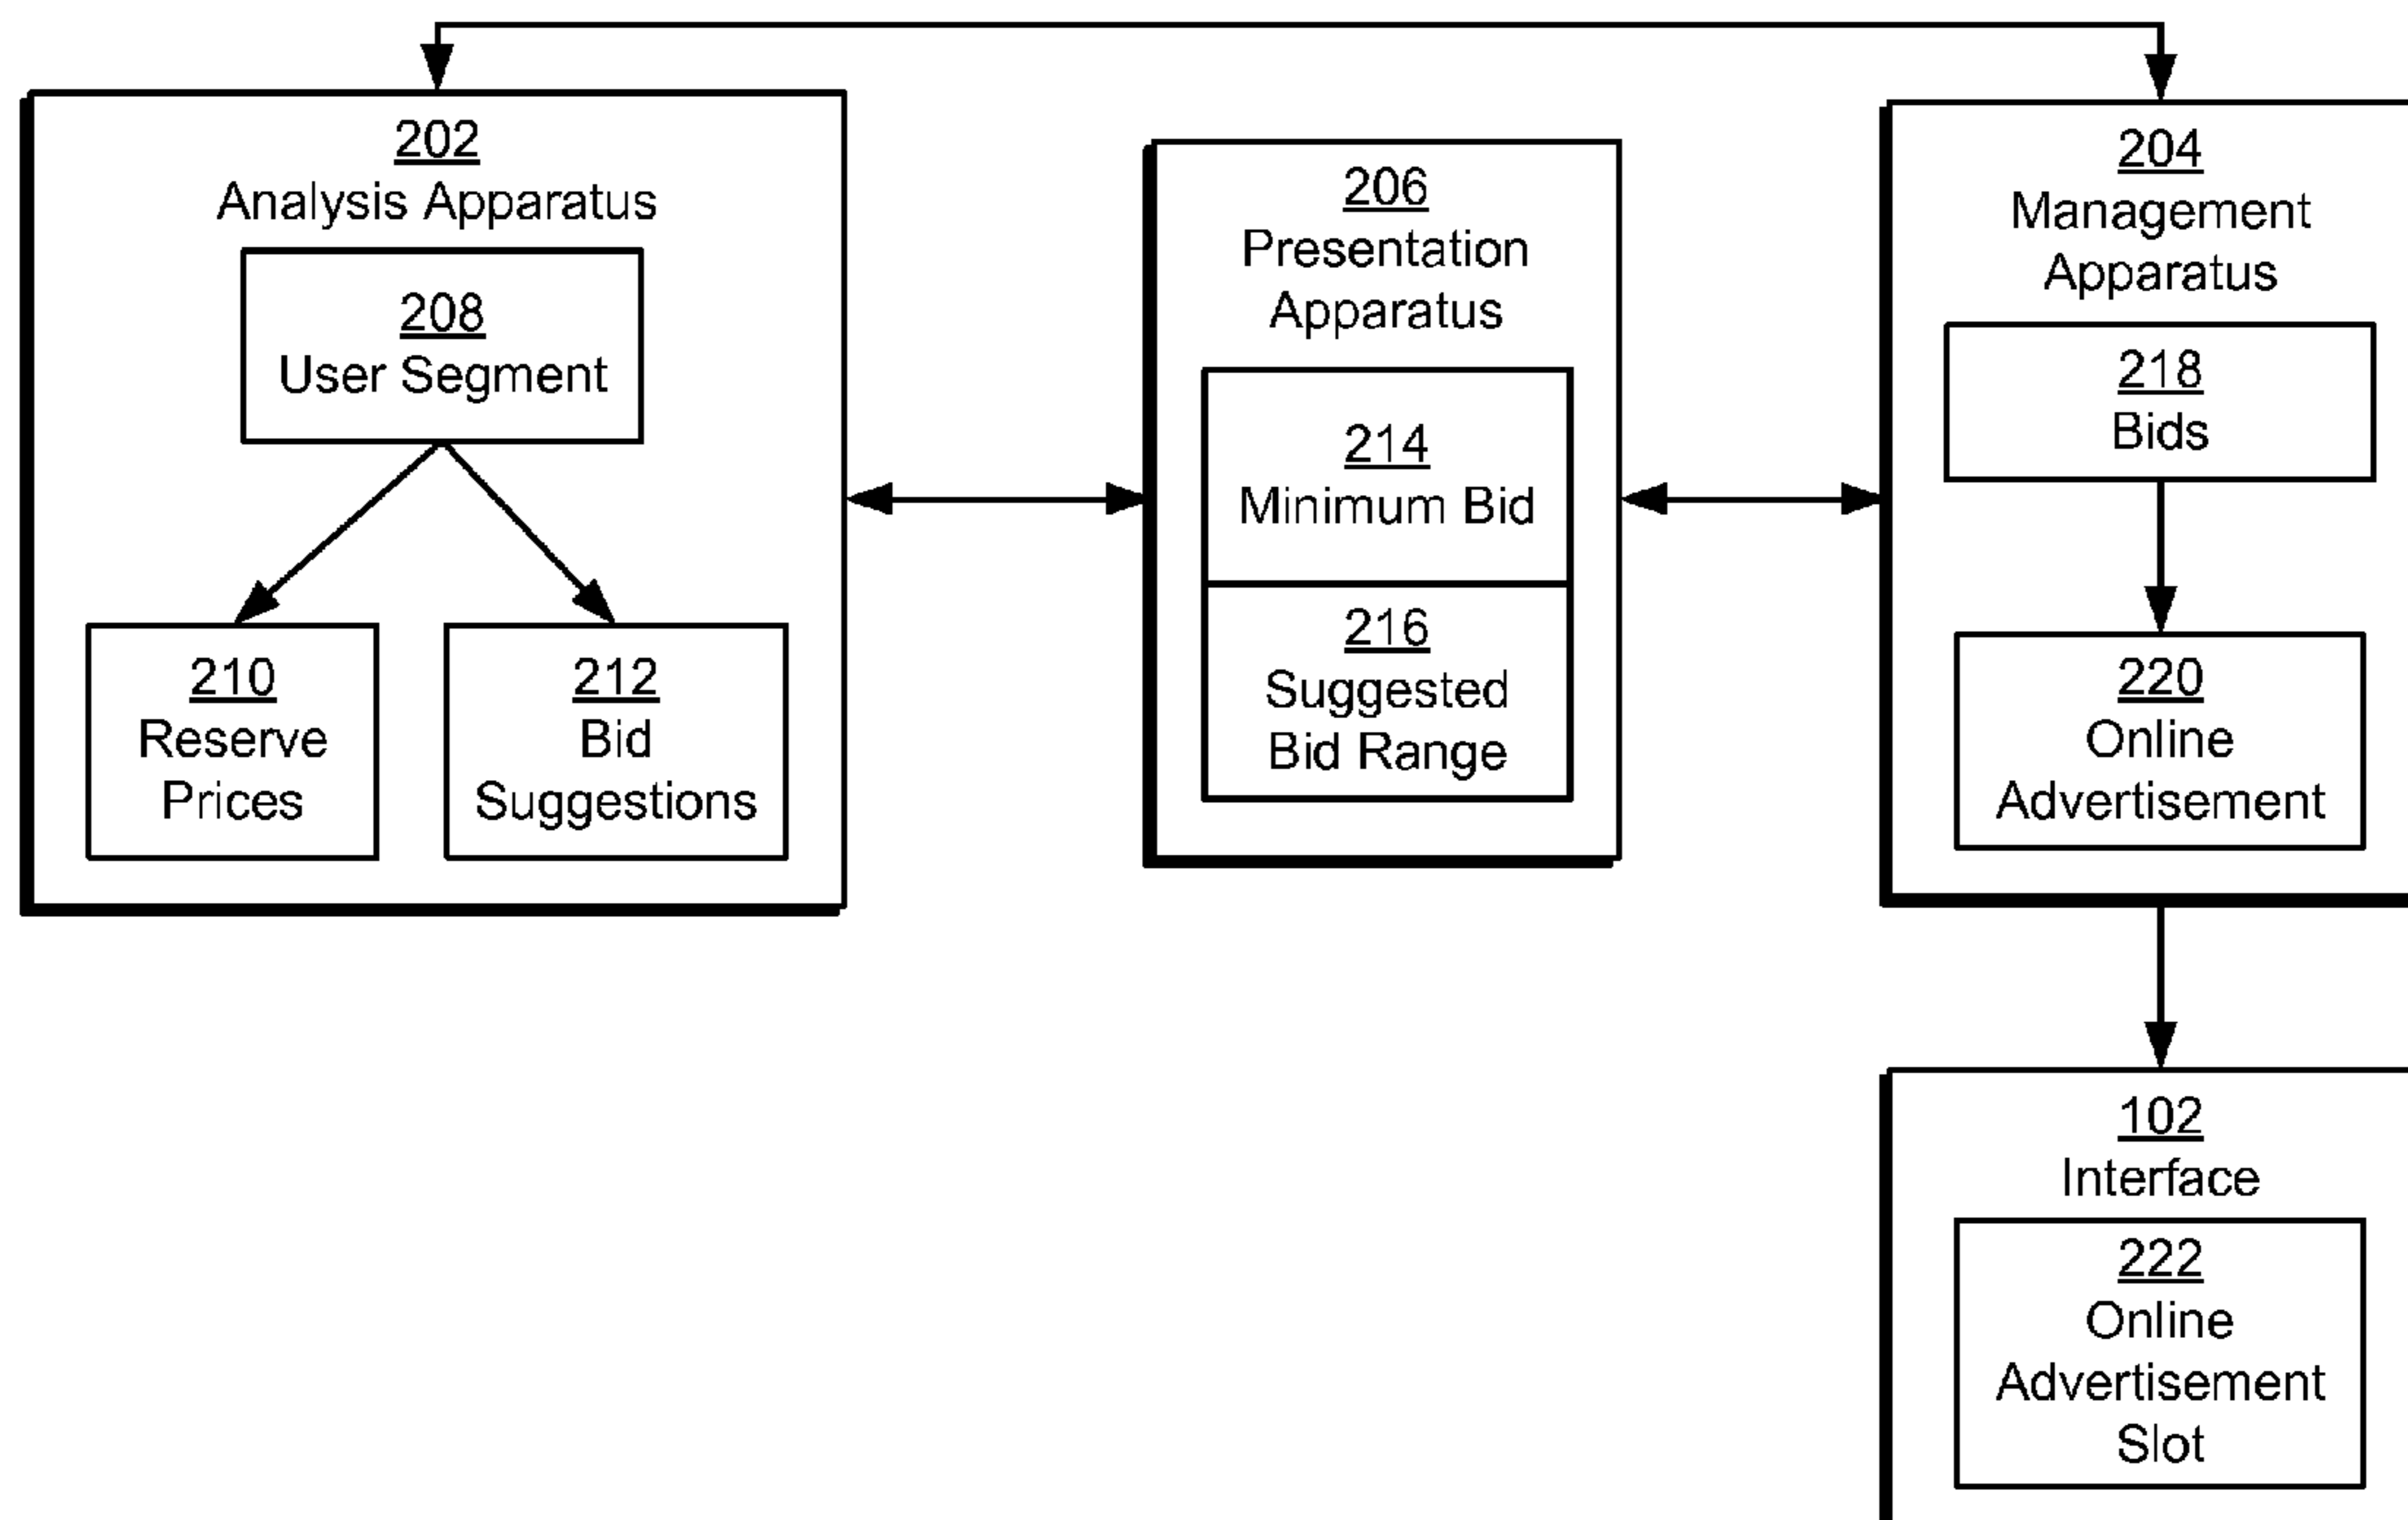 202
Analysis Apparatus
208
User Segment
210
Reserve
Prices
212
Bid
Suggestions
206
Presentation
Apparatus
214
Minimum Bid
216
Suggested
Bid Range
204
Management
Apparatus
218
Bids
220
Online
Advertisement
102
Interface
222
Online
Advertisement
Slot